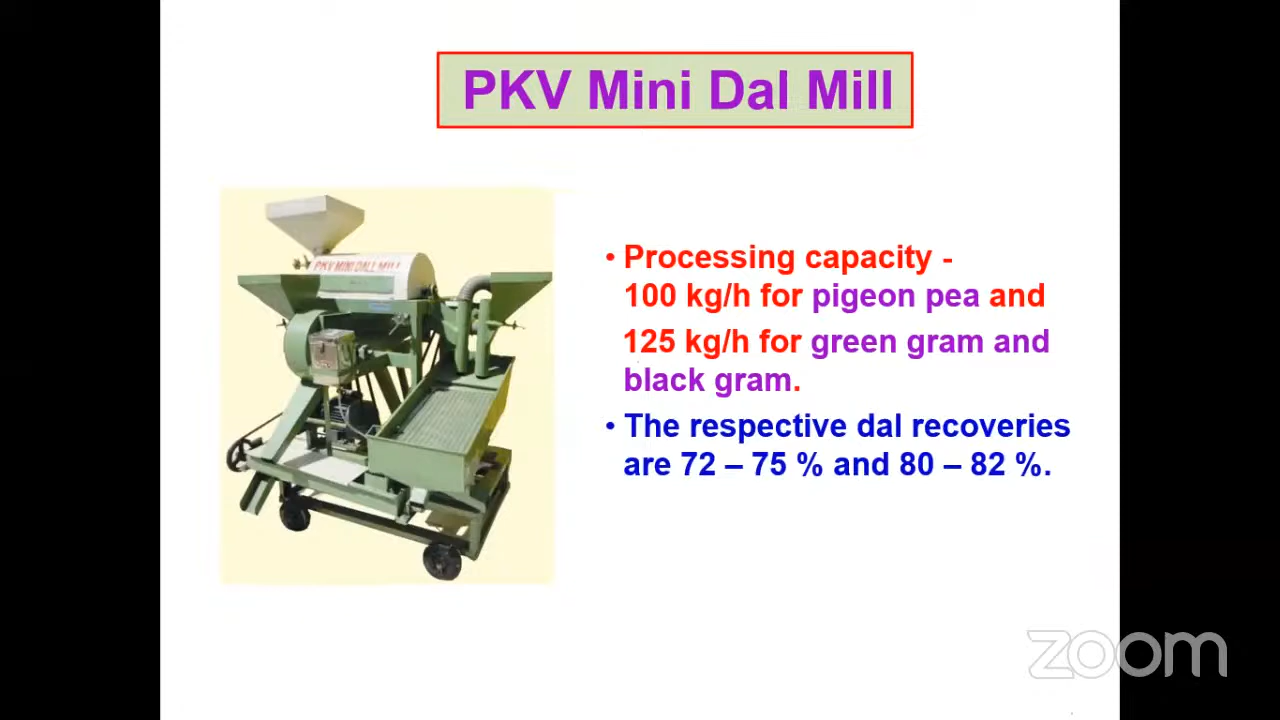 PKV Mini Dal Mill
PKV MINI DALL MILL
• Processing capacity -
100 kg/h for pigeon pea and
125 kg/h for green gram and
black gram.
• The respective dal recoveries
are 72 – 75 % and 80 – 82 %.
zoom